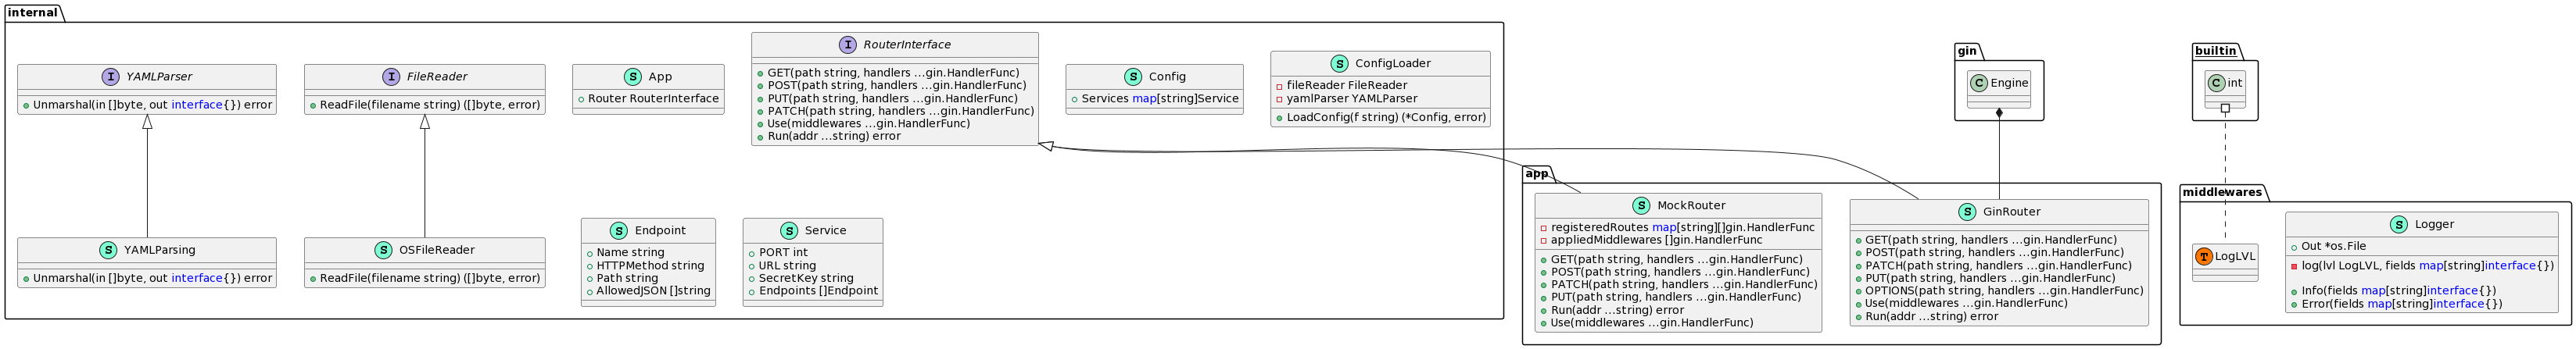 internal
I YAMLParser
Unmarshal(in []byte, out interface{}) error
I FileReader
ReadFile(filename string) ([]byte, error)
S App
Router RouterInterface
I RouterInterface
GET(path string, handlers ...gin.HandlerFunc)
POST(path string, handlers ...gin.HandlerFunc)
PUT(path string, handlers ...gin.HandlerFunc)
PATCH(path string, handlers ...gin.HandlerFunc)
Use(middlewares ...gin.HandlerFunc)
Run(addr ...string) error
S Config
Services map[string]Service
S ConfigLoader
fileReader FileReader
yamlParser YAMLParser
LoadConfig(f string) (*Config, error)
S YAMLParsing
Unmarshal(in []byte, out interface{}) error
S OSFileReader
ReadFile(filename string) ([]byte, error)
S Endpoint
Name string
HTTPMethod string
Path string
AllowedJSON []string
S Service
PORT int
URL string
SecretKey string
Endpoints []Endpoint
gin
C Engine
builtin
C int
app
S MockRouter
registeredRoutes map[string][]gin.HandlerFunc
appliedMiddlewares []gin.HandlerFunc
GET(path string, handlers ...gin.HandlerFunc)
POST(path string, handlers ...gin.HandlerFunc)
PATCH(path string, handlers ...gin.HandlerFunc)
PUT(path string, handlers ...gin.HandlerFunc)
Run(addr ...string) error
Use(middlewares ...gin.HandlerFunc)
S GinRouter
GET(path string, handlers ...gin.HandlerFunc)
POST(path string, handlers ...gin.HandlerFunc)
PATCH(path string, handlers ...gin.HandlerFunc)
PUT(path string, handlers ...gin.HandlerFunc)
OPTIONS(path string, handlers ...gin.HandlerFunc)
Use(middlewares ...gin.HandlerFunc)
Run(addr ...string) error
middlewares
T LogLVL
S Logger
Out *os.File
log(lvl LogLVL, fields map[string]interface{})
Info(fields map[string]interface{})
Error(fields map[string]interface{})